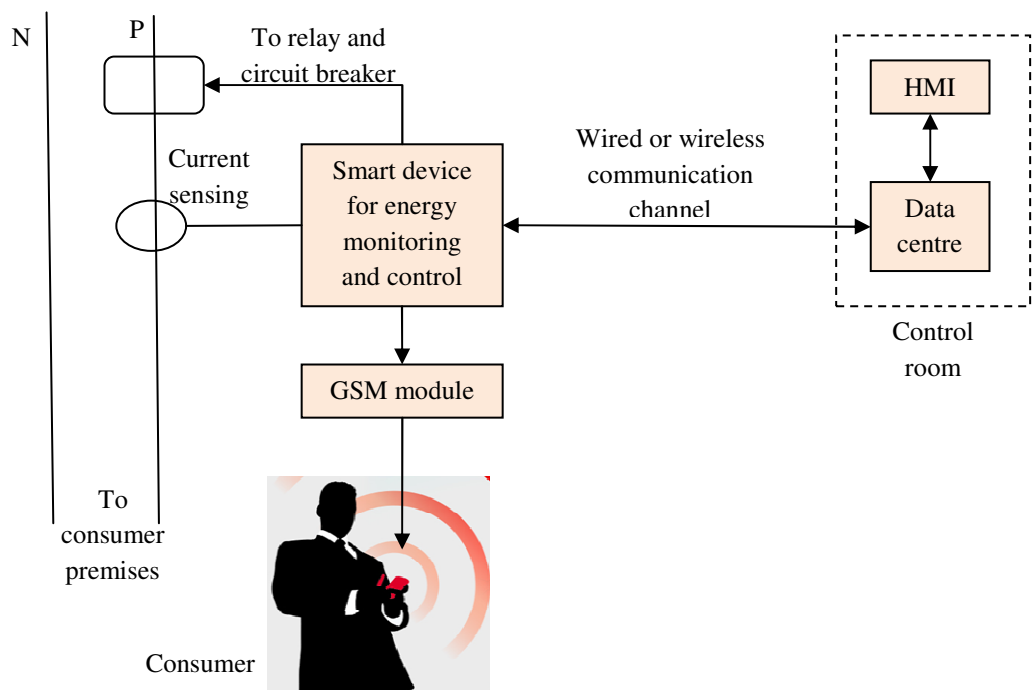 N
P
To relay and
circuit breaker
HMI
Wired or wireless
communication
channel
Current
sensing
Smart device
for energy
monitoring
and control
Data
centre
Control
room
GSM module
To
consumer
premises
Consumer